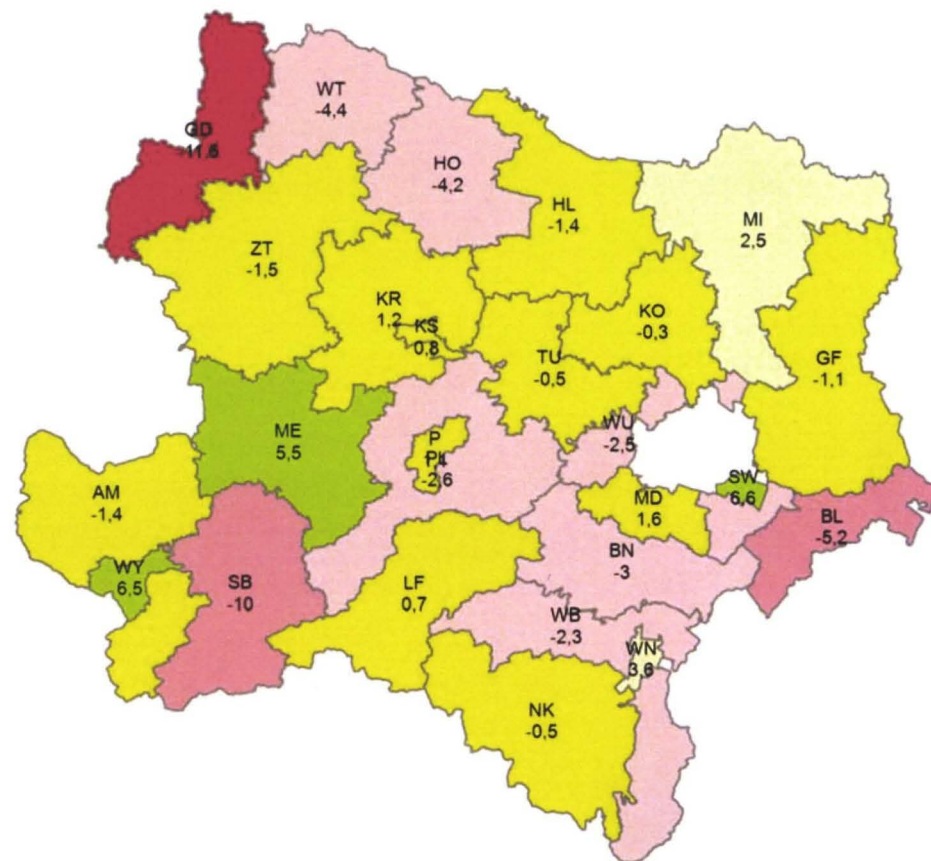 WT
-4,4
GD
-11,6
HO
-4,2
HL
-1,4
MI
2,5
ZT
-1,5
KR
1,2
KS
0,8
KO
-0,3
TU
-0,5
GF
-1,1
ME
5,5
WU
-2,5
P
-2,6
SW
6,6
AM
-1,4
MD
1,6
BL
-5,2
BN
-3
WY
6,5
SB
-10
LF
0,7
WB
-2,3
WN
3,6
NK
-0,5